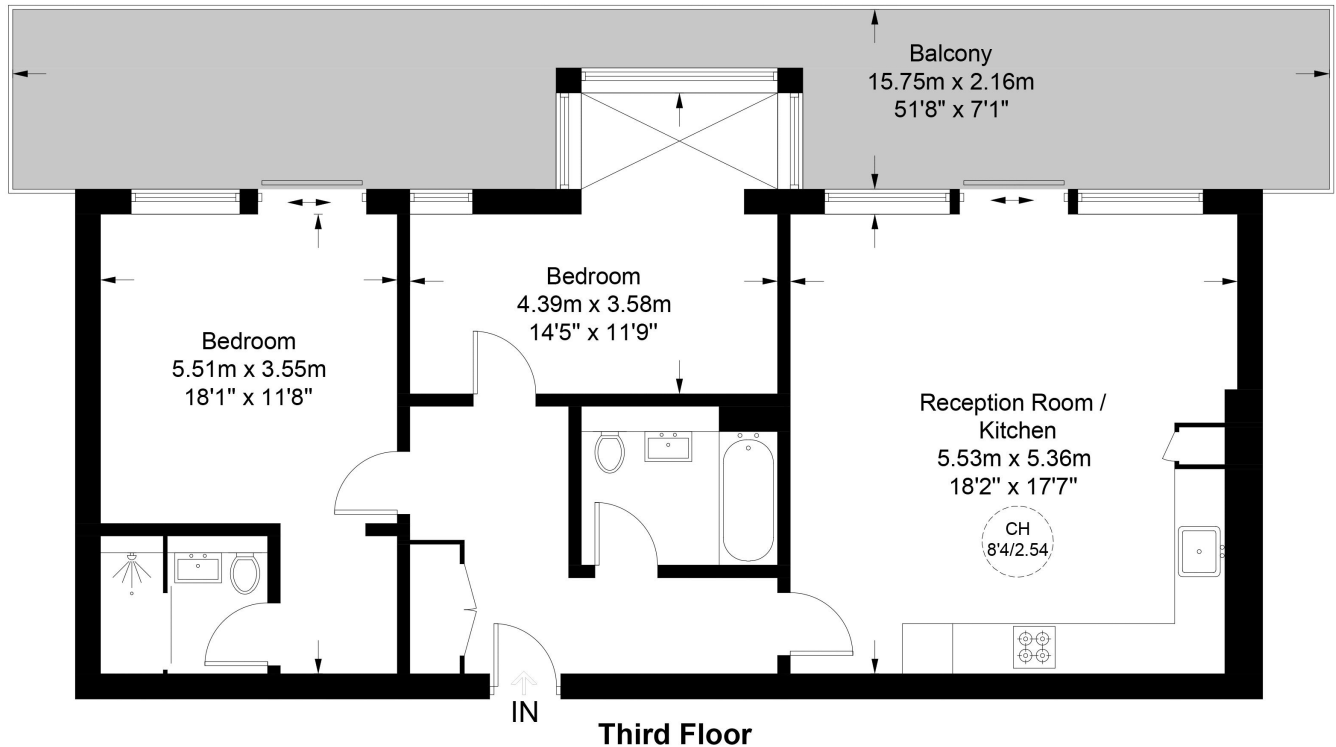 Balcony
15.75m x 2.16m
51'8" x 7'1"
Bedroom
4.39m x 3.58m
14'5" x 11'9"
Bedroom
5.51m x 3.55m
18'1" x 11'8"
Reception Room /
Kitchen
5.53m x 5.36m
18'2" x 17'7"
CH
8'4/2.54
IN
Third Floor